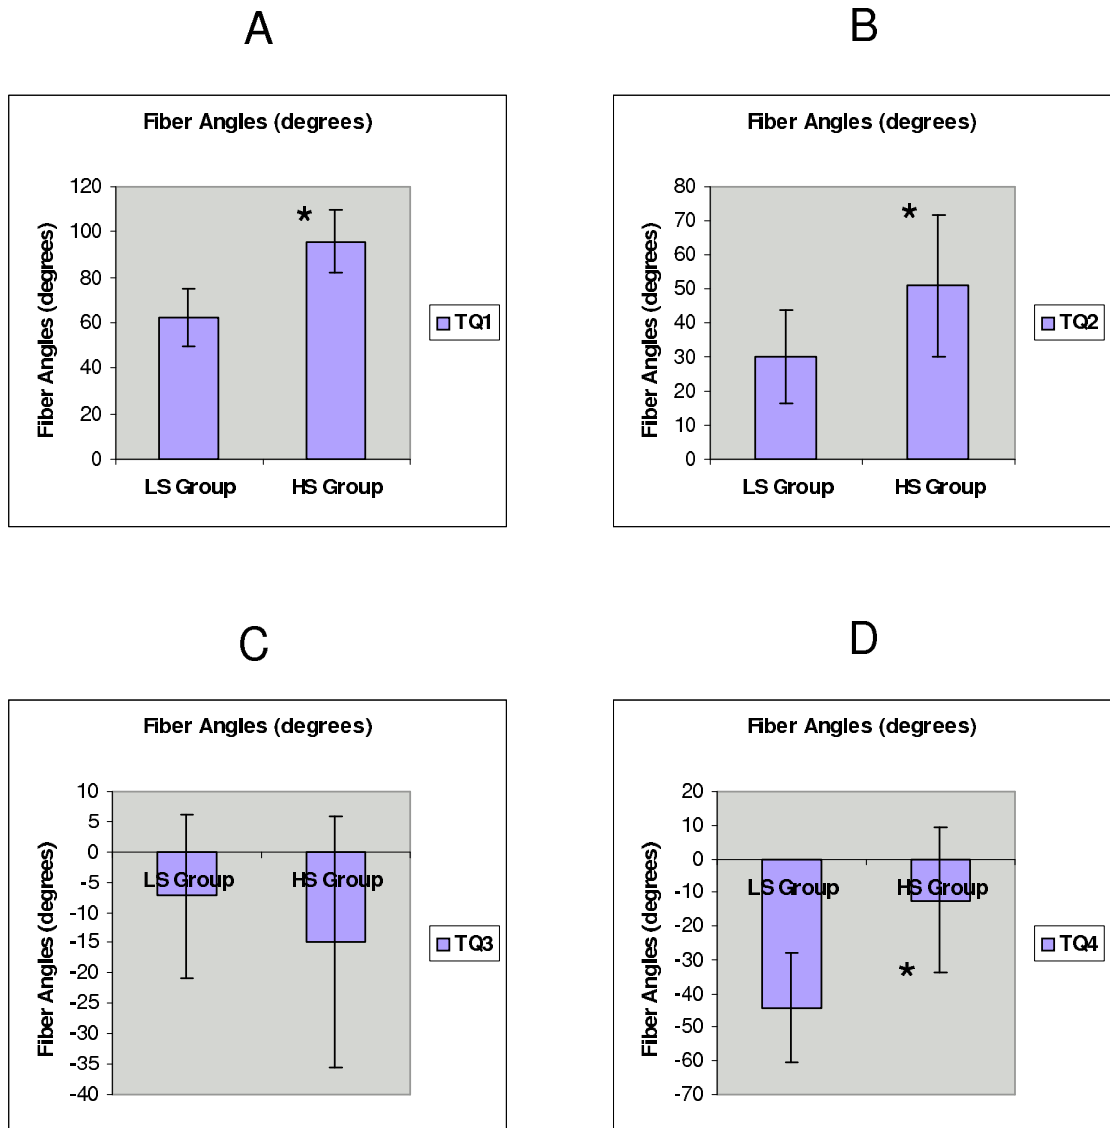 A
B
Fiber Angles (degrees)
Fiber Angles (degrees)
120
100
80
60
40
20
0
Fiber Angles (degrees)
*
LS Group
HS Group
TQ1
80
70
60
50
40
30
20
10
0
Fiber Angles (degrees)
*
LS Group
HS Group
TQ2
C
D
Fiber Angles (degrees)
Fiber Angles (degrees)
10
5
0
-5
-10
-15
-20
-25
-30
-35
-40
Fiber Angles (degrees)
LS Group
HS Group
TQ3
20
10
0
-10
-20
-30
-40
-50
-60
-70
Fiber Angles (degrees)
LS Group
HS Group
*
TQ4